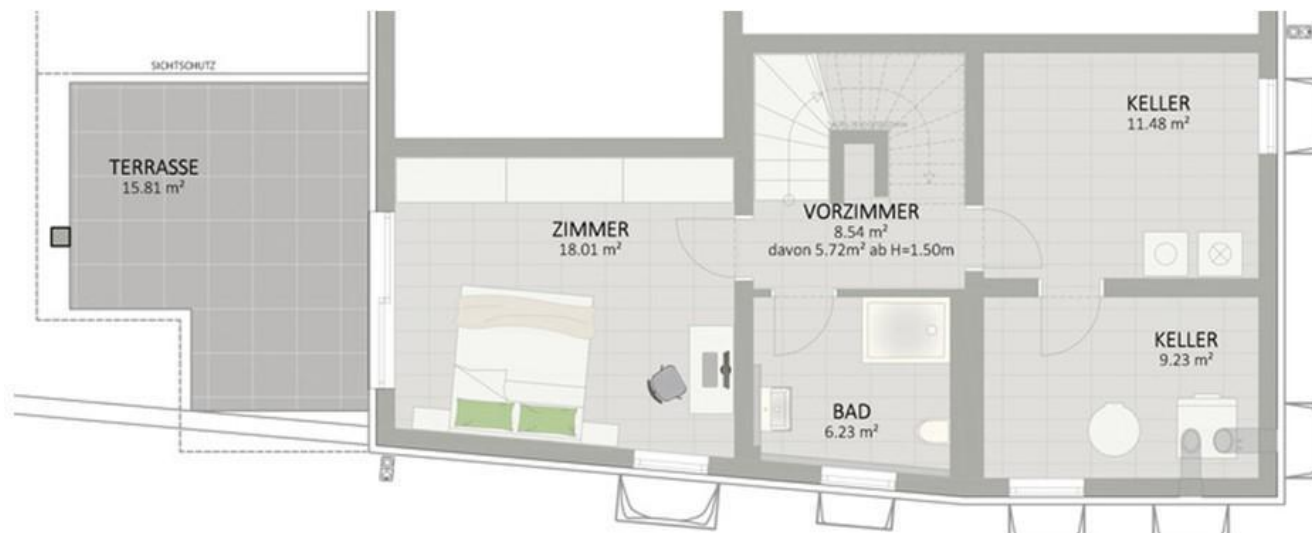 SICHTSCHUTZ
TERRASSE
15.81 m²
ZIMMER
18.01 m²
VORZIMMER
8.54 m²
davon 5.72m² ab H=1.50m
KELLER
11.48 m²
BAD
6.23 m²
KELLER
9.23 m²